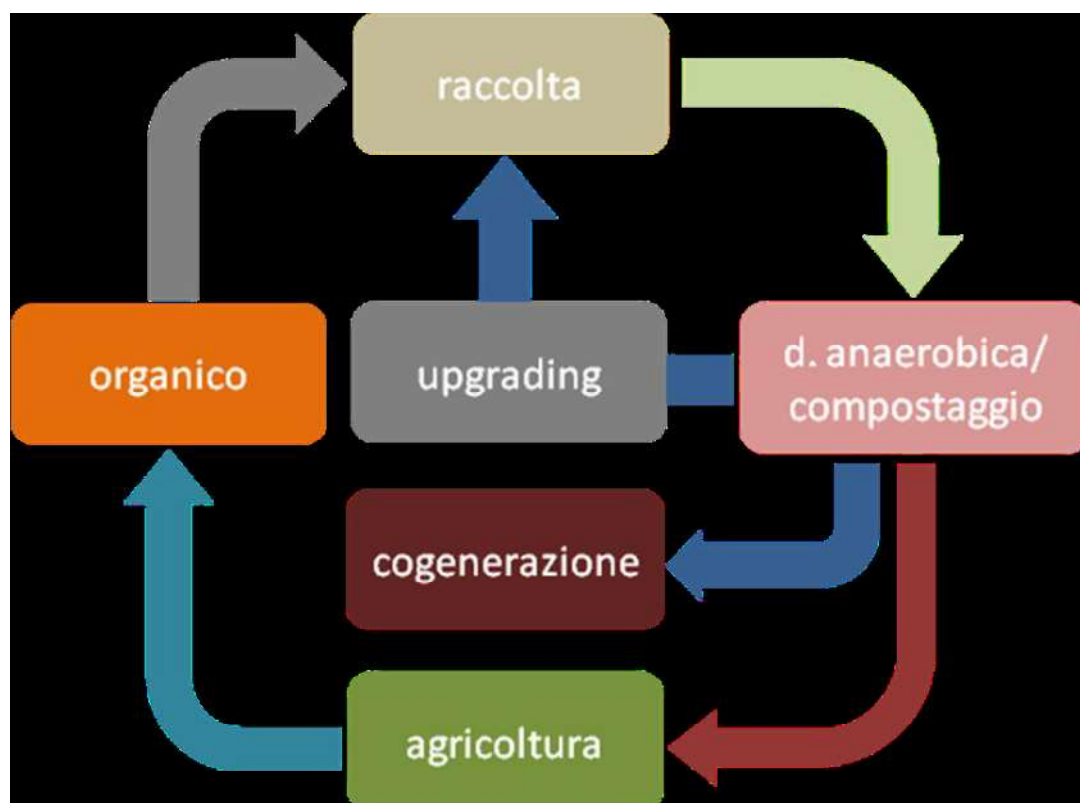 raccolta
organico
upgrading
d. anaerobica/
compostaggio
cogenerazione
agricoltura